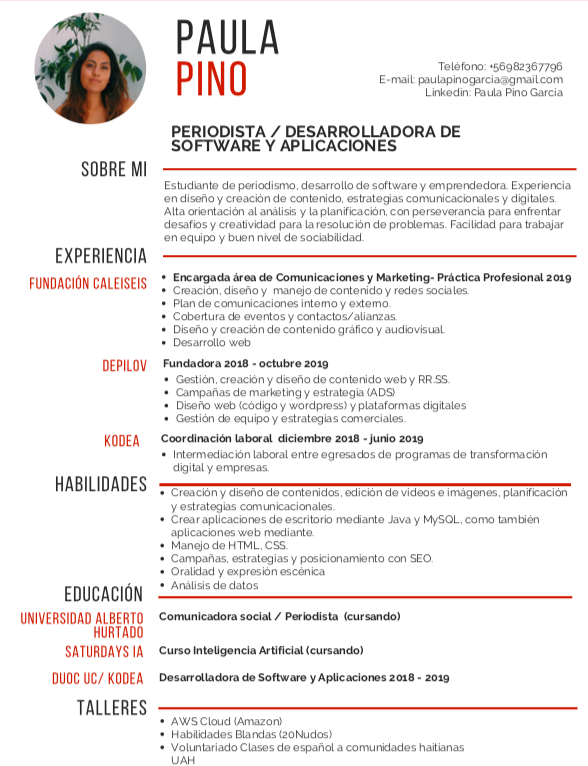 PAULA
PINO
Teléfono: +56982367796
E-mail: paulapinogarcia@gmail.com
Linkedin: Paula Pino García
PERIODISTA / DESARROLLADORA DE
SOFTWARE Y APLICACIONES
SOBRE MI
Estudiante de periodismo, desarrollo de software y emprendedora. Experiencia
en diseño y creación de contenido, estrategias comunicacionales y digitales.
Alta orientación al análisis y la planificación, con perseverancia para enfrentar
desafíos y creatividad para la resolución de problemas. Facilidad para trabajar
en equipo y buen nivel de sociabilidad.
EXPERIENCIA
FUNDACIÓN CALEISEIS
• Encargada área de Comunicaciones y Marketing- Práctica Profesional 2019
• Creación, diseño y manejo de contenido y redes sociales.
• Plan de comunicaciones interno y externo.
• Cobertura de eventos y contactos/alianzas.
• Diseño y creación de contenido gráfico y audiovisual.
• Desarrollo web
DEPILOV
Fundadora 2018 - octubre 2019
• Gestión, creación y diseño de contenido web y RR.SS.
• Campañas de marketing y estrategia (ADS)
• Diseño web (código y wordpress) y plataformas digitales
• Gestión de equipo y estrategias comerciales.
KODEA
Coordinación laboral diciembre 2018 - junio 2019
• Intermediación laboral entre egresados de programas de transformación
digital y empresas.
HABILIDADES
• Creación y diseño de contenidos, edición de videos e imágenes, planificación
y estrategias comunicacionales.
• Crear aplicaciones de escritorio mediante Java y MySQL, como también
aplicaciones web mediante.
• Manejo de HTML, CSS.
• Campañas, estrategias y posicionamiento con SEO.
• Oralidad y expresión escénica
• Análisis de datos
EDUCACIÓN
UNIVERSIDAD ALBERTO
HURTADO
Comunicadora social / Periodista (cursando)
SATURDAYS IA
Curso Inteligencia Artificial (cursando)
DUOC UC/ KODEA
Desarrolladora de Software y Aplicaciones 2018 - 2019
TALLERES
• AWS Cloud (Amazon)
• Habilidades Blandas (20Nudos)
• Voluntariado Clases de español a comunidades haitianas
UAH